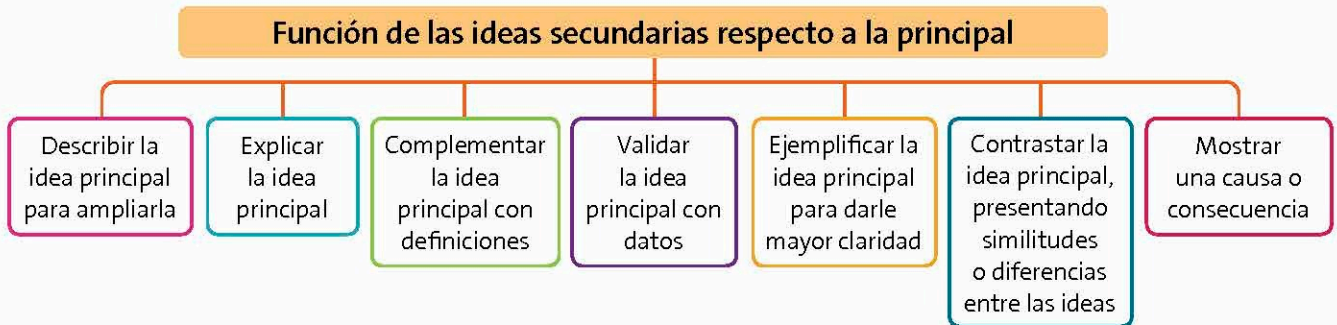 Función de las ideas secundarias respecto a la principal
Describir la
idea principal
para ampliarla
Explicar
la idea
principal
Complementar
la idea
principal con
definiciones
Validar
la idea
principal con
datos
Ejemplificar la
idea principal
para darle
mayor claridad
Contrastar la
idea principal,
presentando
similitudes
o diferencias
entre las ideas
Mostrar
una causa o
consecuencia